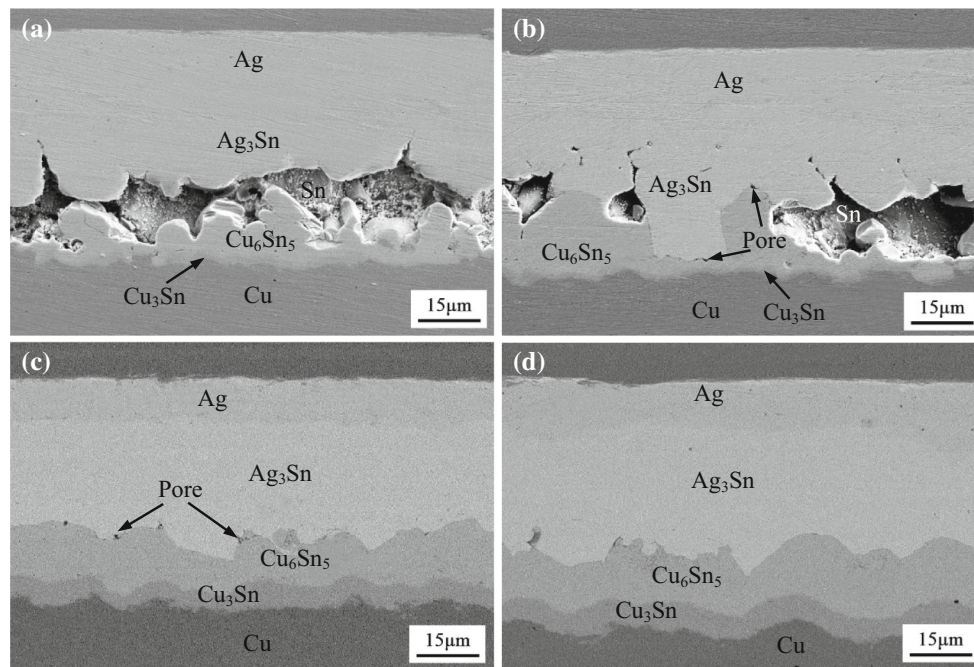 (a)
Ag
Ag₃Sn
Sn
Cu₆Sn₅
Cu₃Sn
Cu
15μm
(b)
Ag
Ag₃Sn
Sn
Pore
Cu₆Sn₅
Cu
Cu₃Sn
15μm
(c)
Ag
Ag₃Sn
Pore
Cu₆Sn₅
Cu₃Sn
Cu
15μm
(d)
Ag
Ag₃Sn
Cu₆Sn₅
Cu₃Sn
Cu
15μm